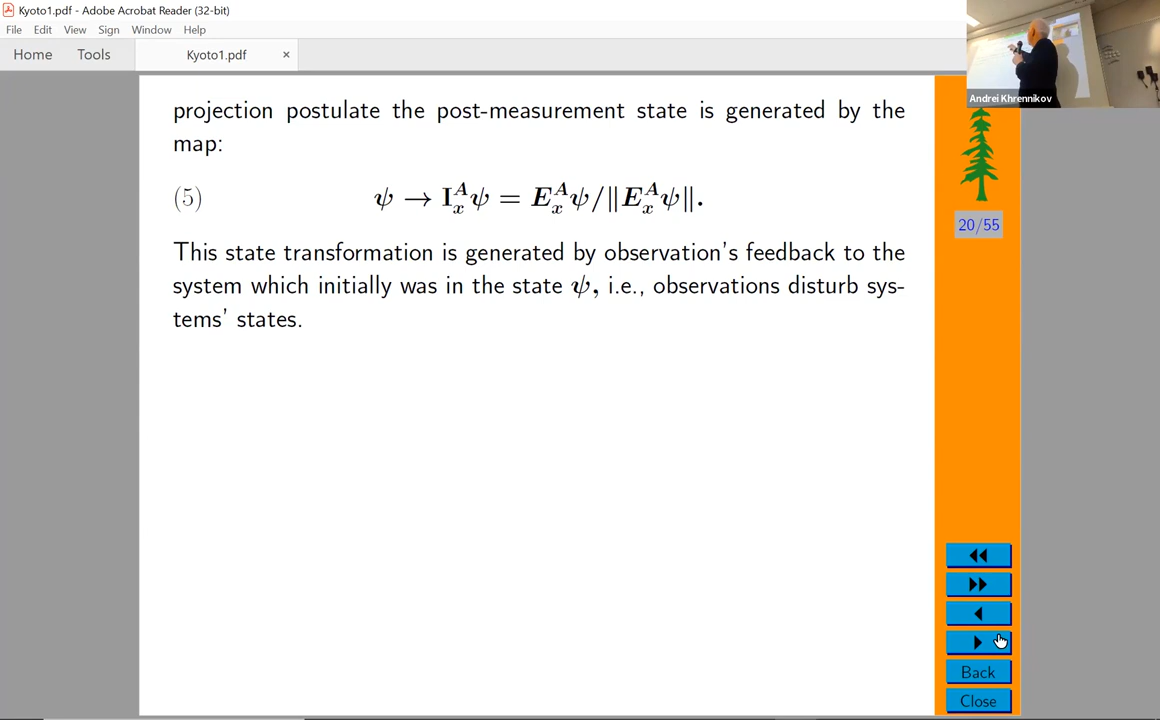 Kyoto1.pdf - Adobe Acrobat Reader (32-bit)
File Edit View Sign Window Help
Home Tools Kyoto1.pdf ×
Andrei Khrennikov
projection postulate the post-measurement state is generated by the
map:
(5) ψ → I_x^A ψ = E_x^A ψ/‖E_x^A ψ‖.
This state transformation is generated by observation's feedback to the
system which initially was in the state ψ, i.e., observations disturb sys-
tems' states.
20/55
Back
Close